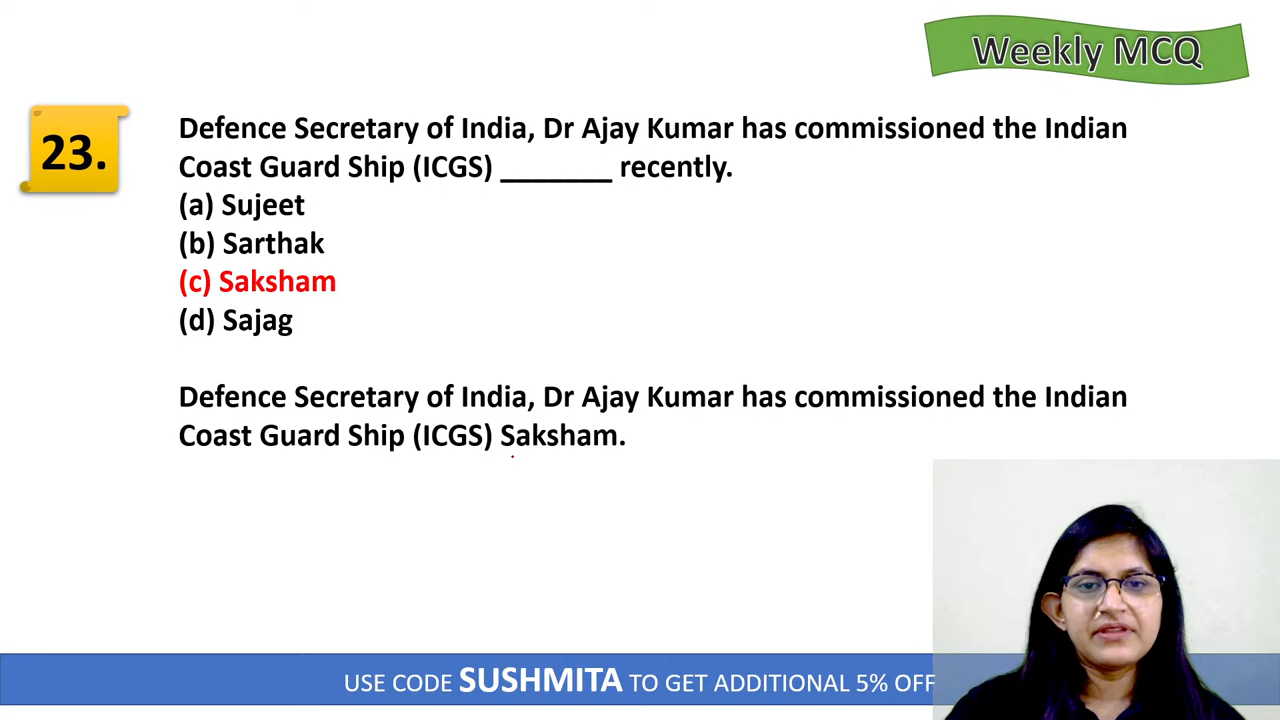 Weekly MCQ
23.
Defence Secretary of India, Dr Ajay Kumar has commissioned the Indian
Coast Guard Ship (ICGS) _______ recently.
(a) Sujeet
(b) Sarthak
(c) Saksham
(d) Sajag
Defence Secretary of India, Dr Ajay Kumar has commissioned the Indian
Coast Guard Ship (ICGS) Saksham.
USE CODE SUSHMITA TO GET ADDITIONAL 5% OFF